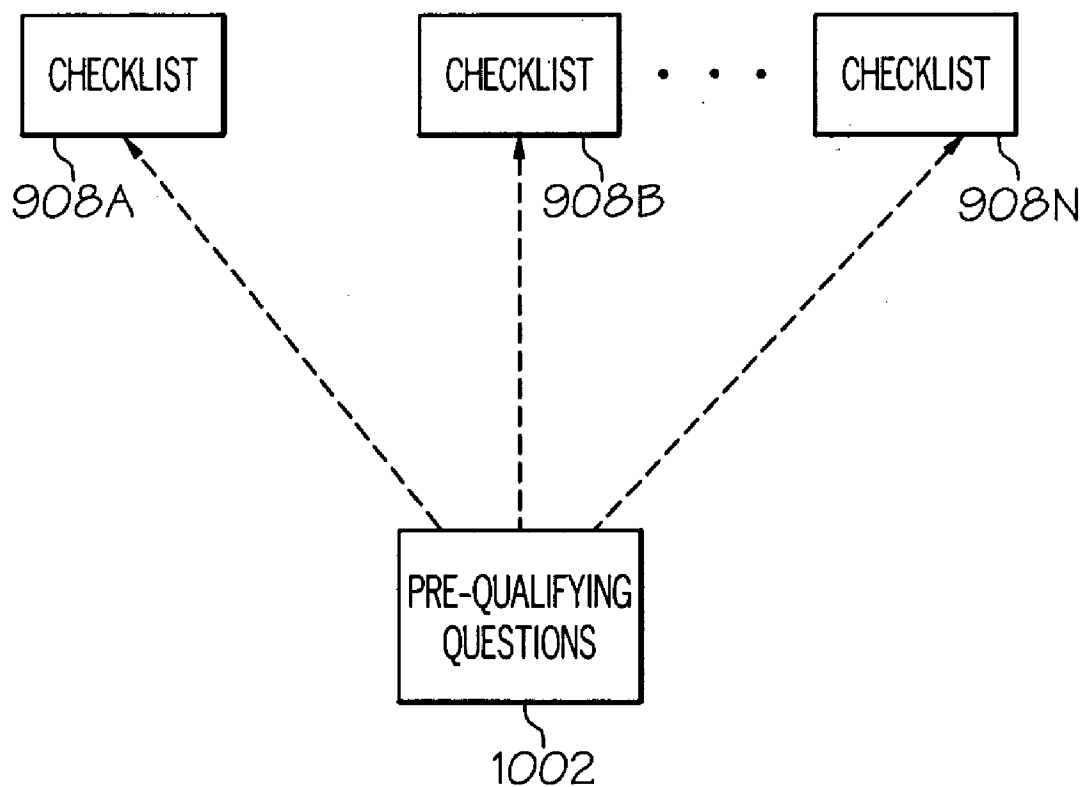 CHECKLIST
CHECKLIST
CHECKLIST
908A
908B
908N
PRE-QUALIFYING
QUESTIONS
1002